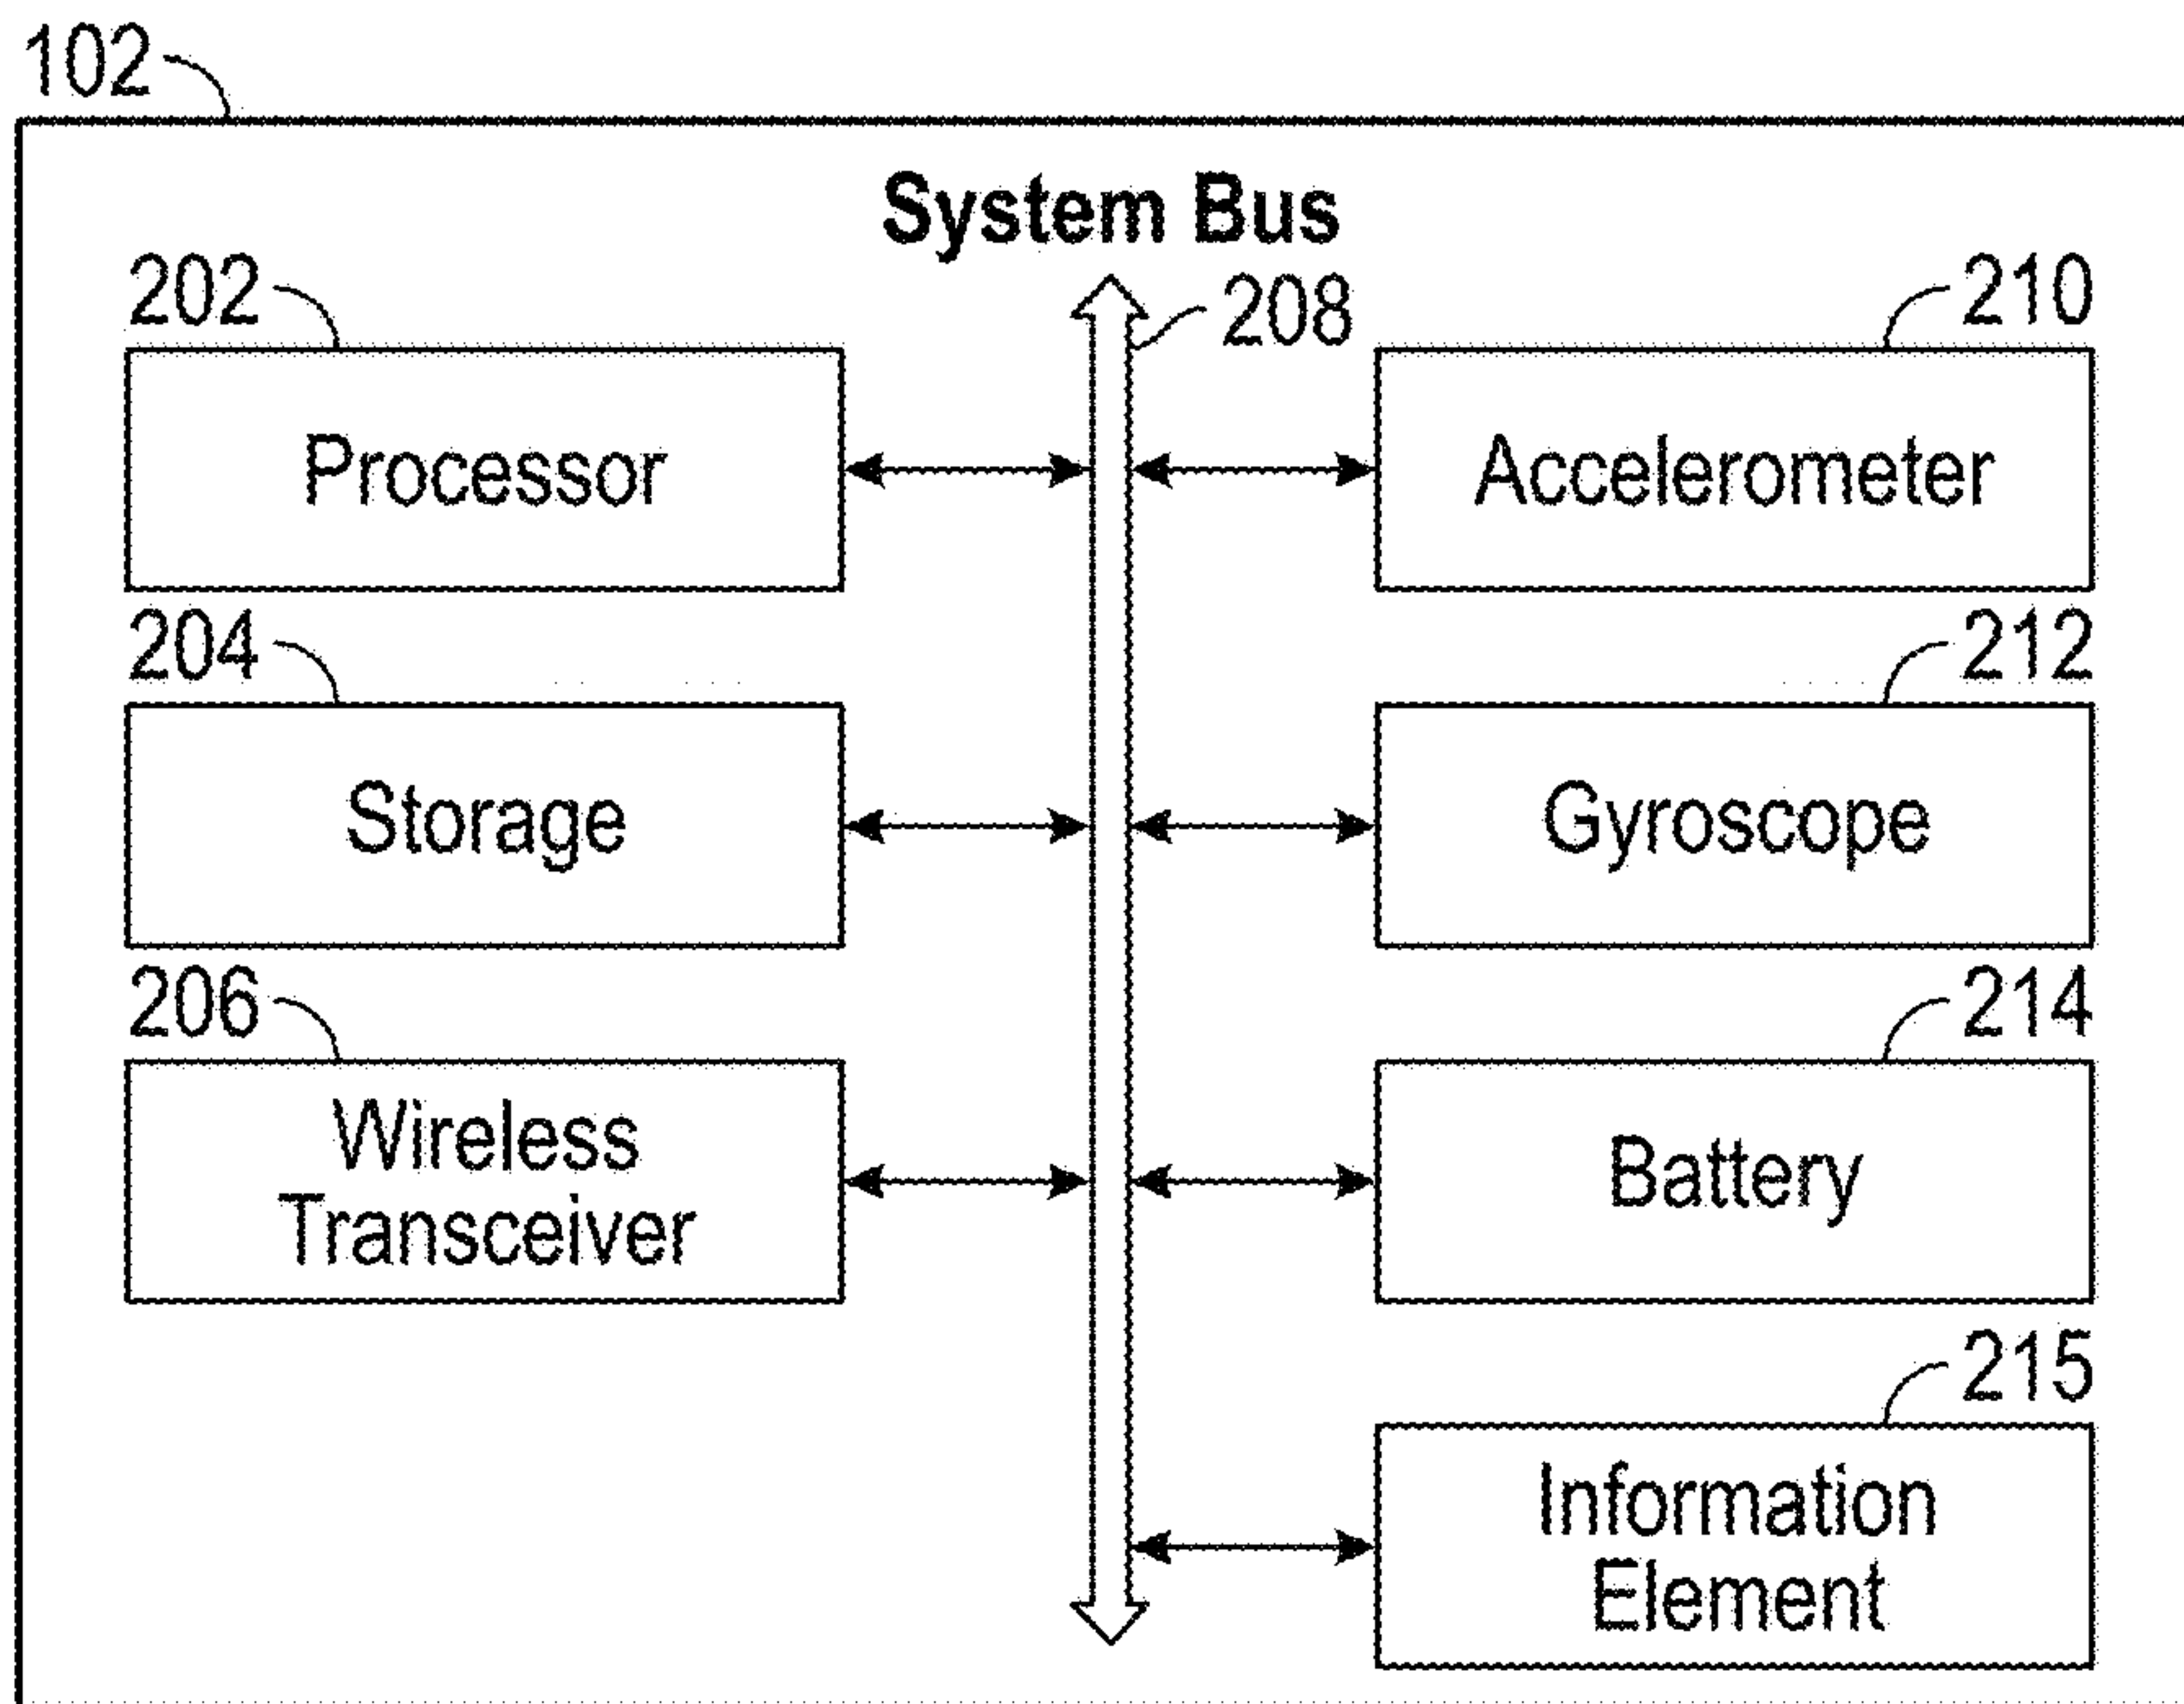 102
System Bus
202
208
210
Processor
Accelerometer
204
212
Storage
Gyroscope
206
214
Wireless
Transceiver
Battery
215
Information
Element